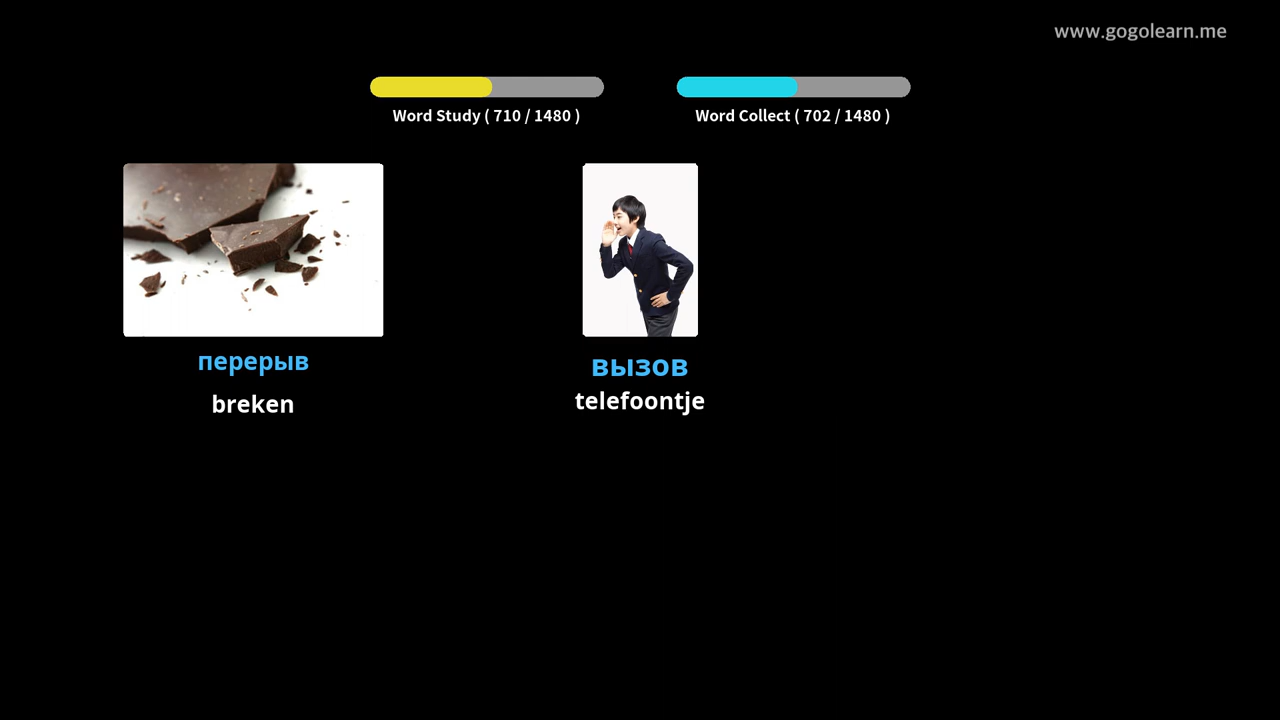 www.gogolearn.me
Word Study ( 710 / 1480 )
Word Collect ( 702 / 1480 )
перерыв
breken
вызов
telefoontje